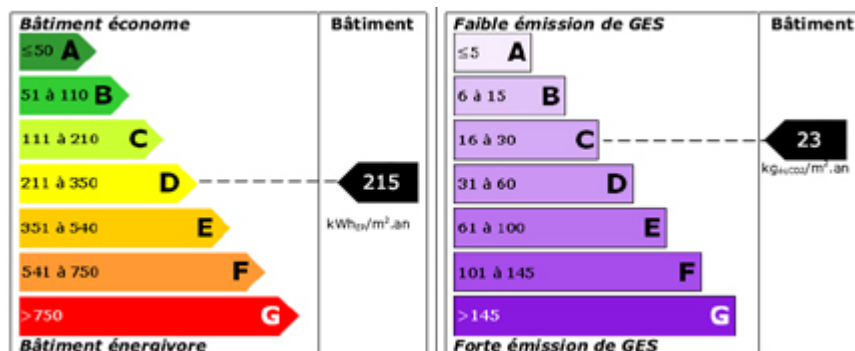 Bâtiment économe
Bâtiment
≤50 A
51 à 110 B
111 à 210 C
211 à 350 D
215
kWhEP/m².an
351 à 540 E
541 à 750 F
>750 G
Bâtiment énergivore
Faible émission de GES
Bâtiment
≤5 A
6 à 15 B
16 à 30 C
23
kgéqCO2/m².an
31 à 60 D
61 à 100 E
101 à 145 F
>145 G
Forte émission de GES